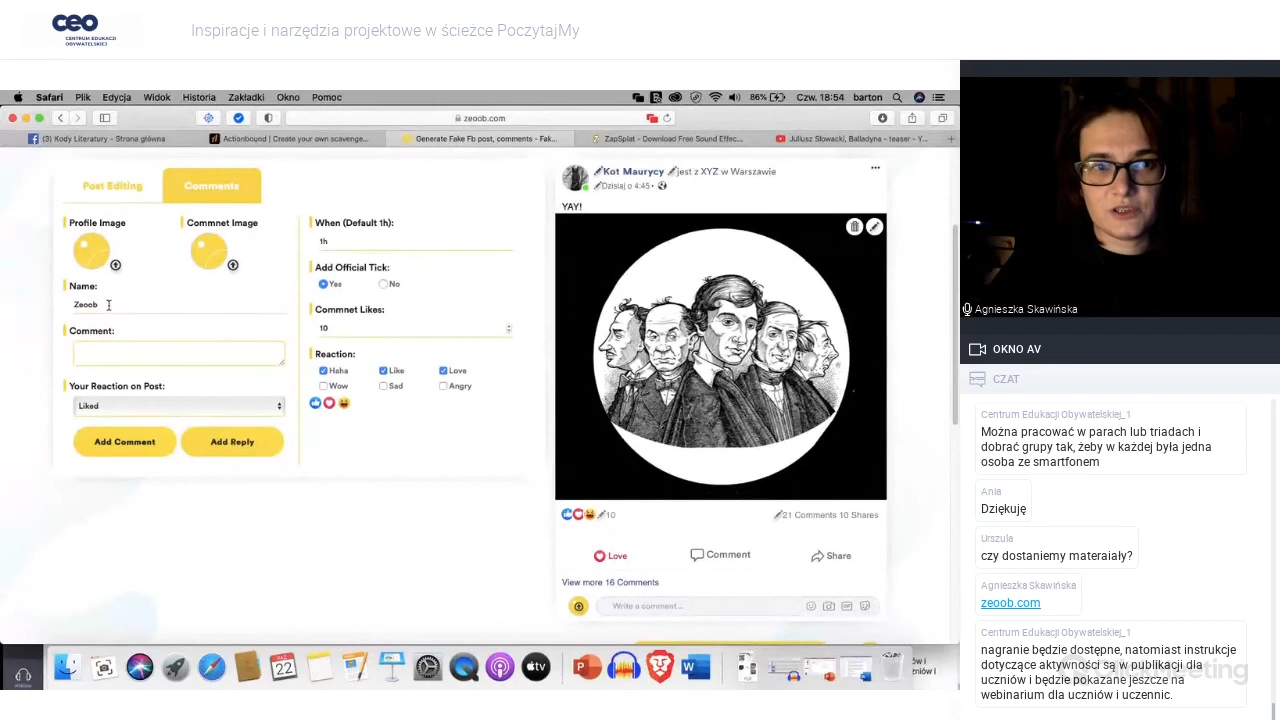 ceo
CENTRUM EDUKACJI
OBYWATELSKIEJ
Inspiracje i narzędzia projektowe w ścieżce PoczytajMy
Safari Plik Edycja Widok Historia Zakładki Okno Pomoc
86% Czw. 18:54 barton
zeoob.com
(3) Kody Literatury - Strona główna
Actionbound | Create your own scavenge...
Generate Fake Fb post, comments - Fak...
ZapSplat - Download Free Sound Effec...
Juliusz Słowacki, Balladyna - teaser - Y...
Post Editing
Comments
Profile Image
Commnet Image
Name:
Zeoob
Comment:
Your Reaction on Post:
Liked
Add Comment
Add Reply
When (Default 1h):
1h
Add Official Tick:
Yes No
Commnet Likes:
10
Reaction:
Haha Like Love
Wow Sad Angry
Kot Maurycy jest z XYZ w Warszawie
Dzisiaj o 4:45
YAY!
10
21 Comments 10 Shares
Love Comment Share
View more 16 Comments
Write a comment...
22
tv
Agnieszka Skawińska
OKNO AV
CZAT
Centrum Edukacji Obywatelskiej_1
Można pracować w parach lub triadach i
dobrać grupy tak, żeby w każdej była jedna
osoba ze smartfonem
Ania
Dziękuję
Urszula
czy dostaniemy materaiały?
Agnieszka Skawińska
zeoob.com
Centrum Edukacji Obywatelskiej_1
nagranie będzie dostępne, natomiast instrukcje
dotyczące aktywność są w publikacji dla
uczniów i będzie pokazane jeszcze na
webinarium dla uczniów i uczennic.